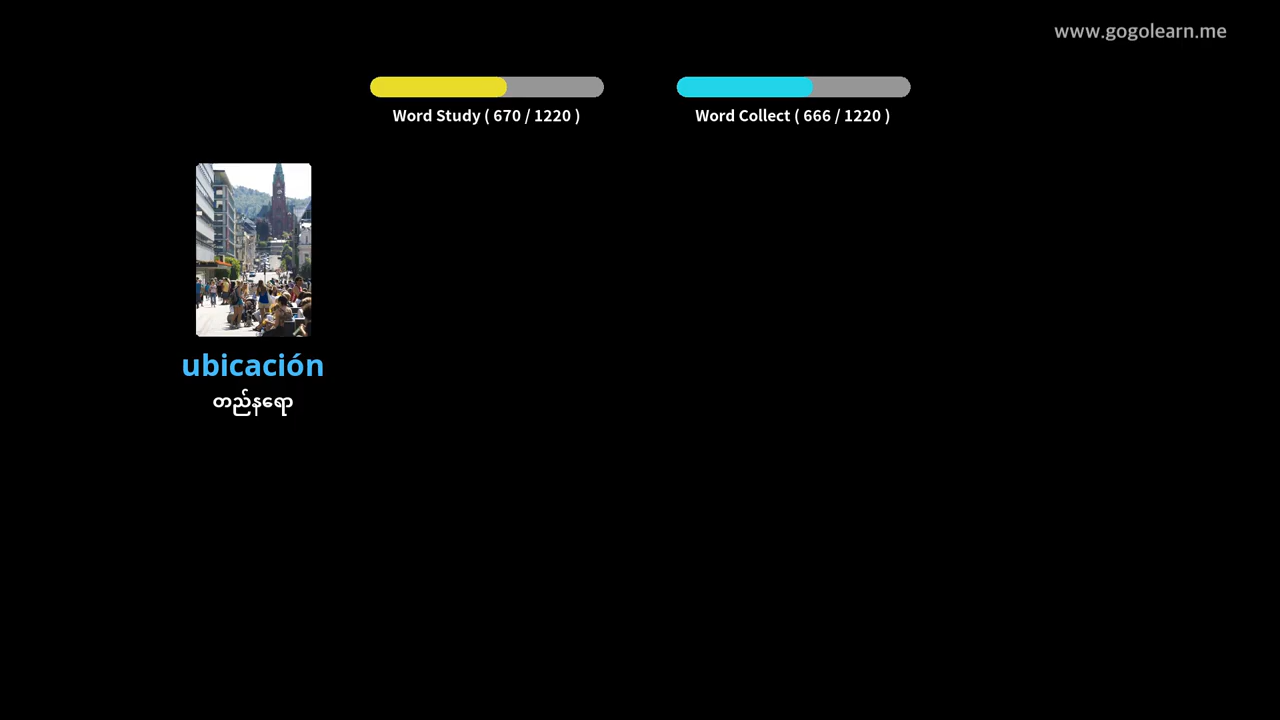 www.gogolearn.me
Word Study ( 670 / 1220 )
Word Collect ( 666 / 1220 )
ubicación
တည်နရော